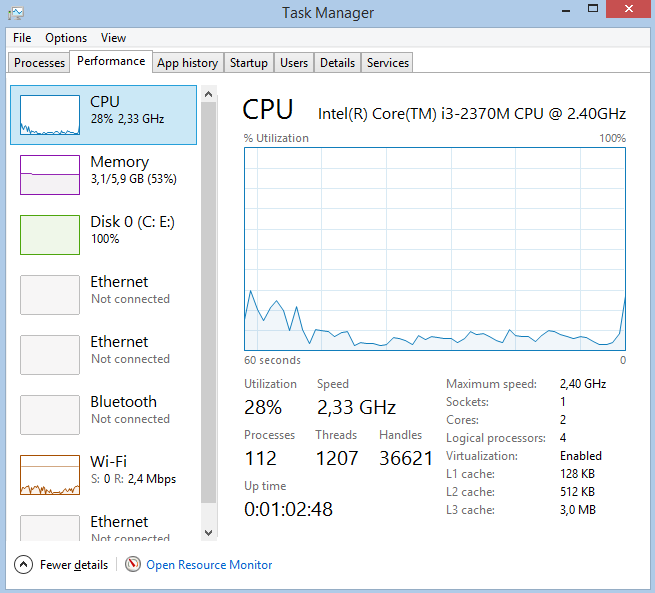 Task Manager
File Options View
Processes Performance App history Startup Users Details Services
CPU
28% 2,33 GHz
Memory
3,1/5,9 GB (53%)
Disk 0 (C: E:)
100%
Ethernet
Not connected
Ethernet
Not connected
Bluetooth
Not connected
Wi-Fi
S: 0 R: 2,4 Mbps
Ethernet
Not connected
CPU Intel(R) Core(TM) i3-2370M CPU @ 2.40GHz
% Utilization 100%
60 seconds 0
Utilization Speed
28% 2,33 GHz
Processes Threads Handles
112 1207 36621
Up time
0:01:02:48
Maximum speed: 2,40 GHz
Sockets: 1
Cores: 2
Logical processors: 4
Virtualization: Enabled
L1 cache: 128 KB
L2 cache: 512 KB
L3 cache: 3,0 MB
Fewer details Open Resource Monitor